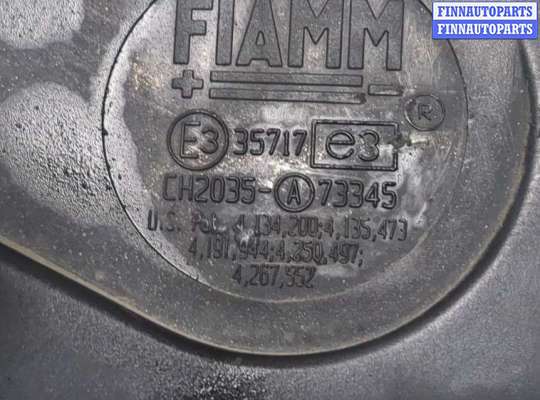 FINNAUTOPARTS
FINNAUTOPARTS
FIAMM
+ -
®
E3 35717 e3
CH2035-A73345
U.S. Pat. 4,134,200;4,135,473
4,191,944;4,250,497;
4,267,552